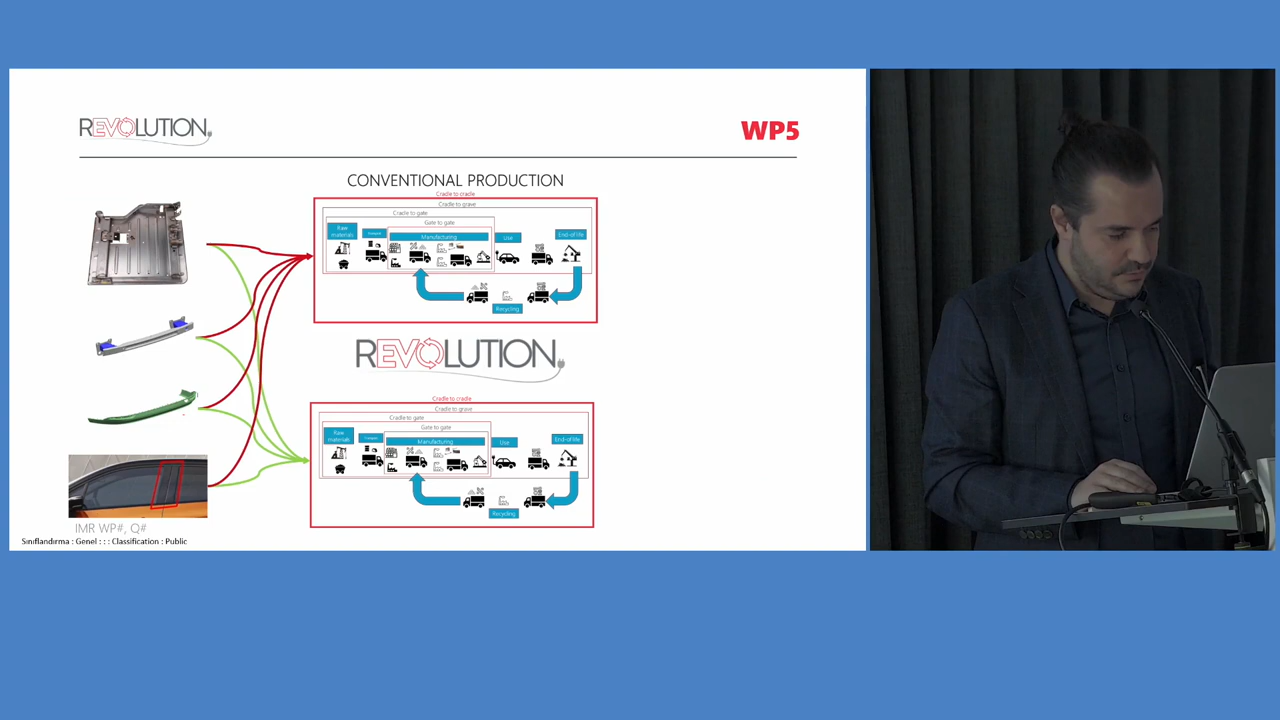 REVOLUTION
WP5
CONVENTIONAL PRODUCTION
Cradle to cradle
Cradle to grave
Cradle to gate
Gate to gate
Raw materials
Transport
Manufacturing
Use
End-of-life
Recycling
REVOLUTION
Cradle to cradle
Cradle to grave
Cradle to gate
Gate to gate
Raw materials
Transport
Manufacturing
Use
End-of-life
Recycling
IMR WP#, Q#
Sınıflandırma : Genel : : : Classification : Public